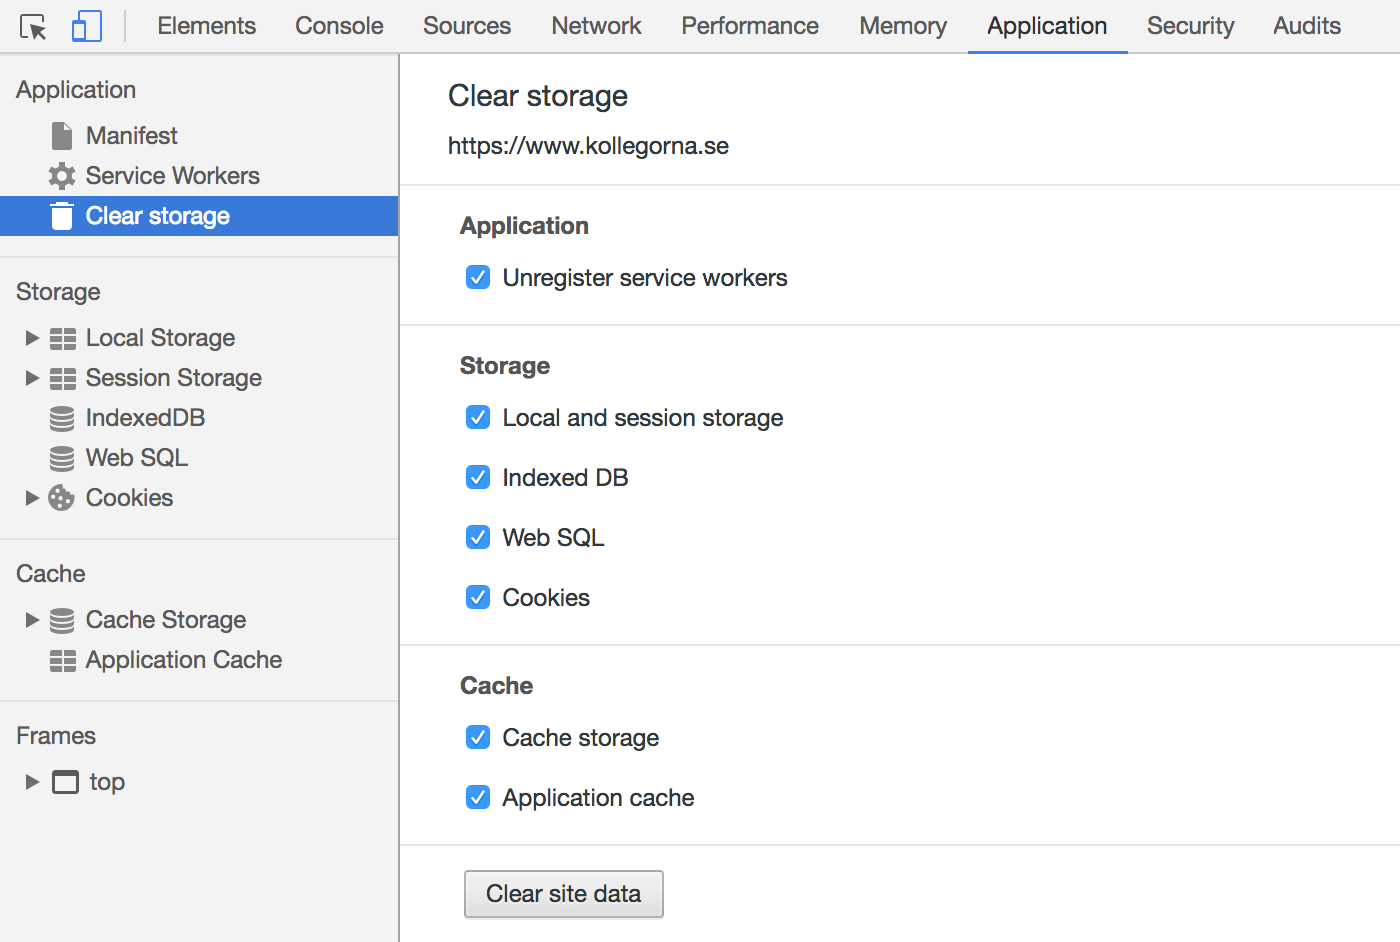 Elements Console Sources Network Performance Memory Application Security Audits
Application
Manifest
Service Workers
Clear storage
Storage
Local Storage
Session Storage
IndexedDB
Web SQL
Cookies
Cache
Cache Storage
Application Cache
Frames
top
Clear storage
https://www.kollegorna.se
Application
Unregister service workers
Storage
Local and session storage
Indexed DB
Web SQL
Cookies
Cache
Cache storage
Application cache
Clear site data